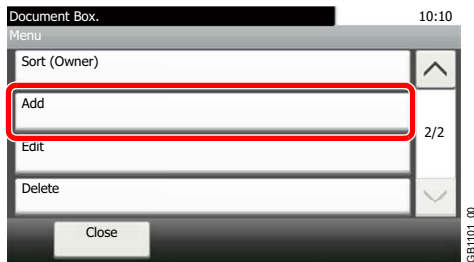 Document Box. 10:10
Menu
Sort (Owner)
Add
2/2
Edit
Delete
Close
GB1101_00